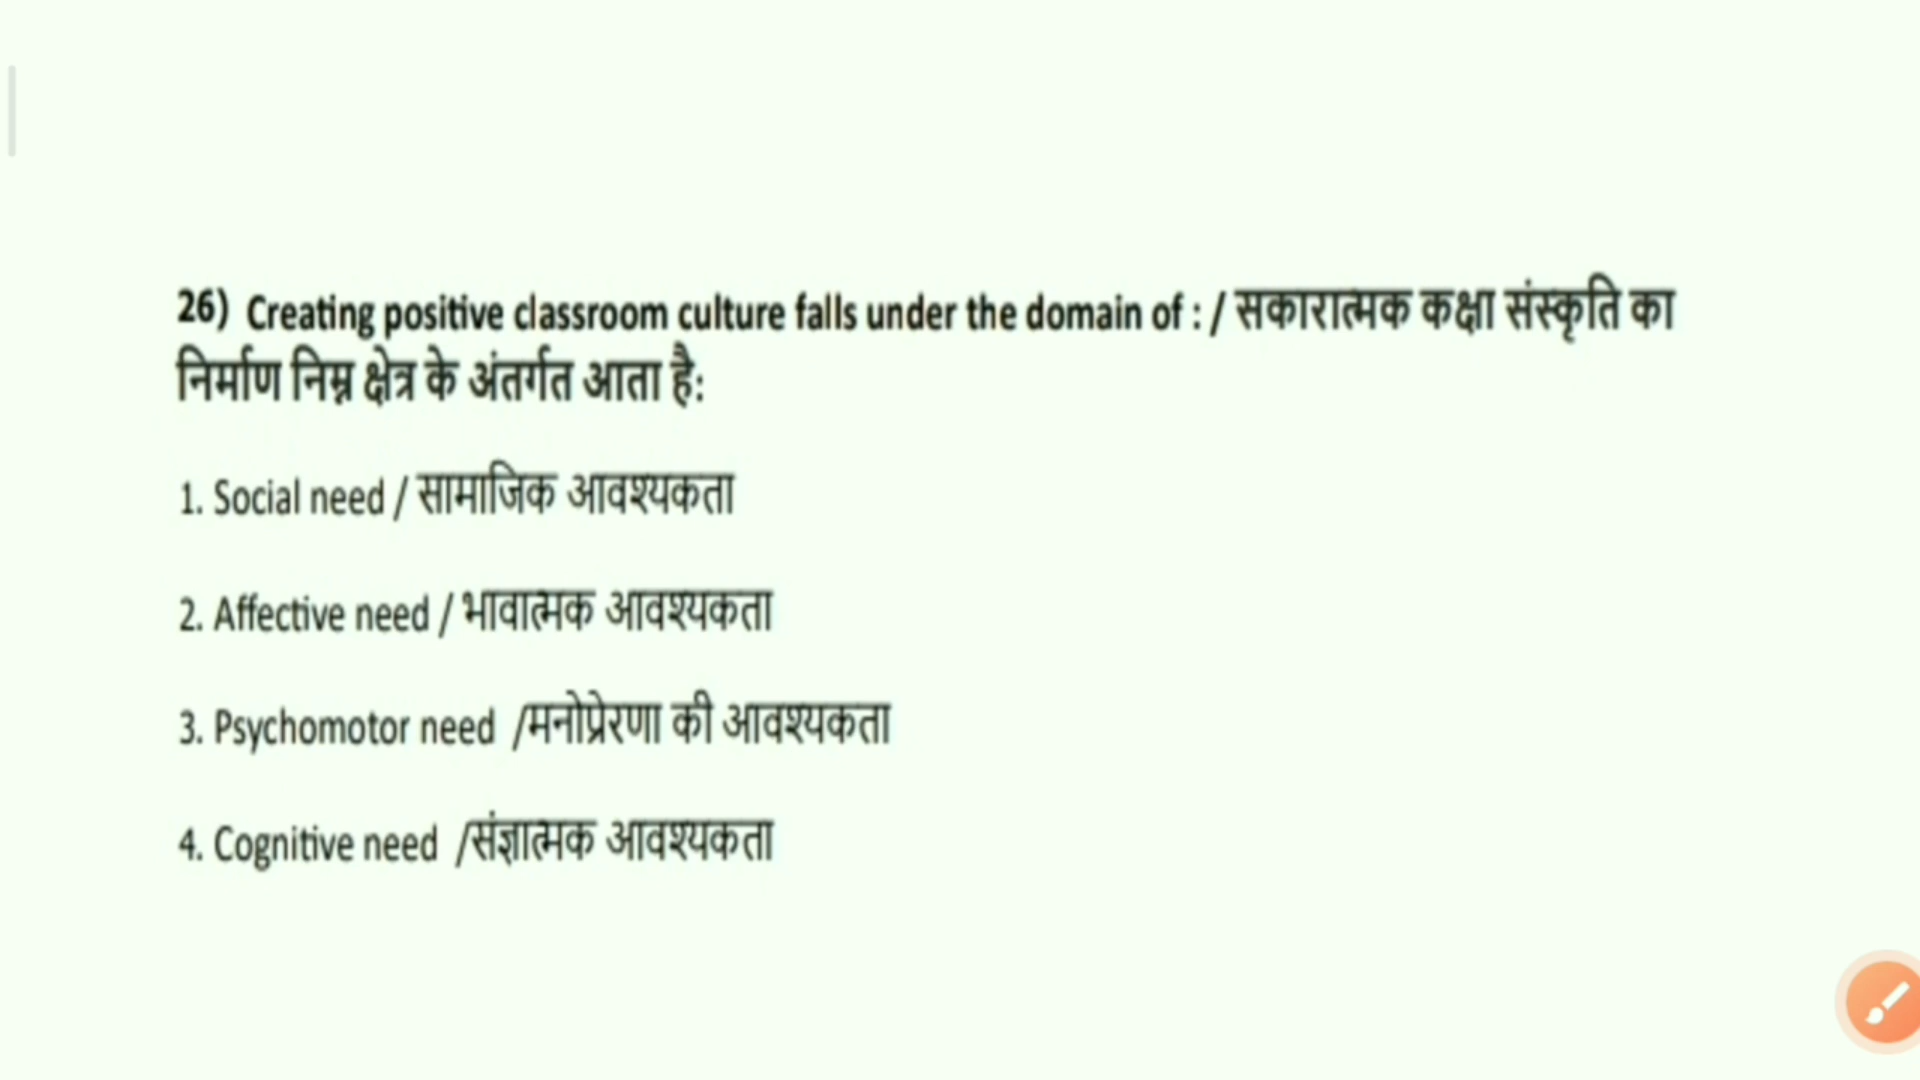 26) Creating positive classroom culture falls under the domain of : / सकारात्मक कक्षा संस्कृति का
निर्माण निम्न क्षेत्र के अंतर्गत आता है:
1. Social need / सामाजिक आवश्यकता
2. Affective need / भावात्मक आवश्यकता
3. Psychomotor need /मनोप्रेरणा की आवश्यकता
4. Cognitive need /संज्ञात्मक आवश्यकता